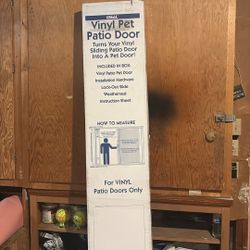 Vinyl Pet
Patio Door
Turns Your Vinyl
Sliding Patio Door
Into A Pet Door!
INCLUDED IN BOX:
Vinyl Patio Pet Door
Installation Hardware
Lock-Out Slide
Weatherseal
Instruction Sheet
HOW TO MEASURE
For VINYL
Patio Doors Only